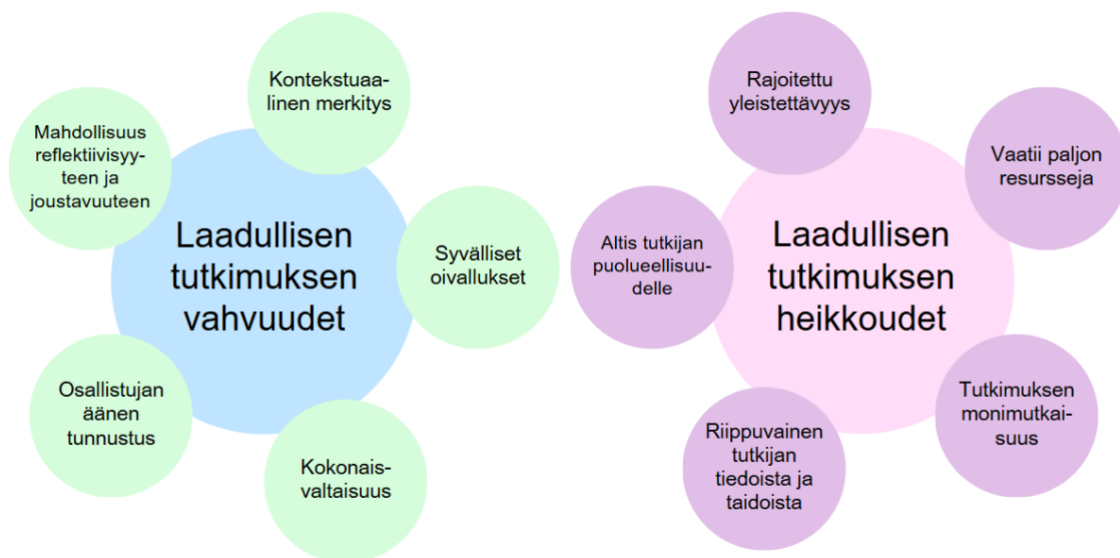 Kontekstuaa-
linen merkitys
Mahdollisuus
reflektiivisyy-
teen ja
joustavuuteen
Laadullisen
tutkimuksen
vahvuudet
Syvälliset
oivallukset
Osallistujan
äänen
tunnustus
Kokonais-
valtaisuus
Rajoitettu
yleistettävyys
Vaatii paljon
resursseja
Altis tutkijan
puolueellisuu-
delle
Laadullisen
tutkimuksen
heikkoudet
Tutkimuksen
monimutkai-
suus
Riippuvainen
tutkijan
tiedoista ja
taidoista